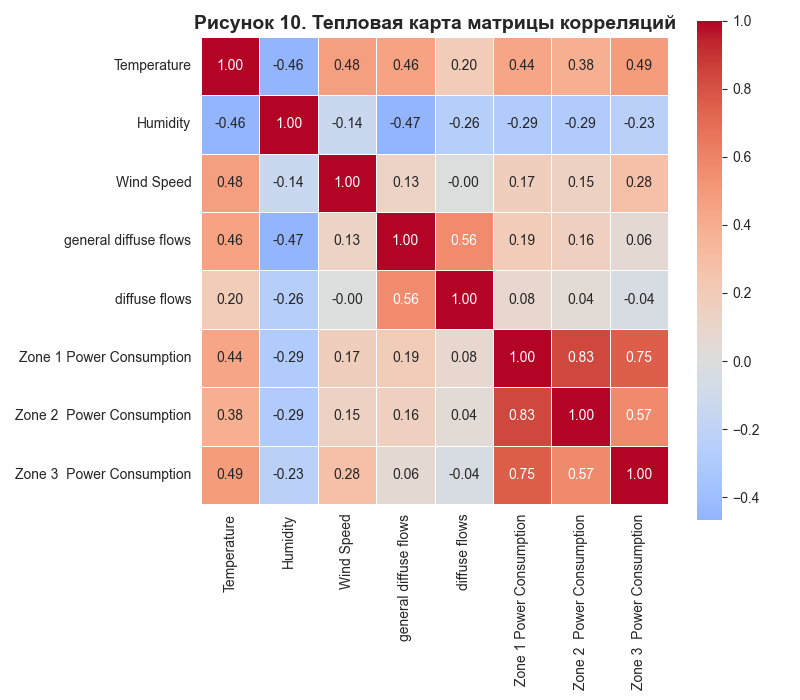 Рисунок 10. Тепловая карта матрицы корреляций
Temperature 1.00 -0.46 0.48 0.46 0.20 0.44 0.38 0.49
Humidity -0.46 1.00 -0.14 -0.47 -0.26 -0.29 -0.29 -0.23
Wind Speed 0.48 -0.14 1.00 0.13 -0.00 0.17 0.15 0.28
general diffuse flows 0.46 -0.47 0.13 1.00 0.56 0.19 0.16 0.06
diffuse flows 0.20 -0.26 -0.00 0.56 1.00 0.08 0.04 -0.04
Zone 1 Power Consumption 0.44 -0.29 0.17 0.19 0.08 1.00 0.83 0.75
Zone 2  Power Consumption 0.38 -0.29 0.15 0.16 0.04 0.83 1.00 0.57
Zone 3  Power Consumption 0.49 -0.23 0.28 0.06 -0.04 0.75 0.57 1.00
Temperature
Humidity
Wind Speed
general diffuse flows
diffuse flows
Zone 1 Power Consumption
Zone 2  Power Consumption
Zone 3  Power Consumption
1.0
0.8
0.6
0.4
0.2
0.0
−0.2
−0.4